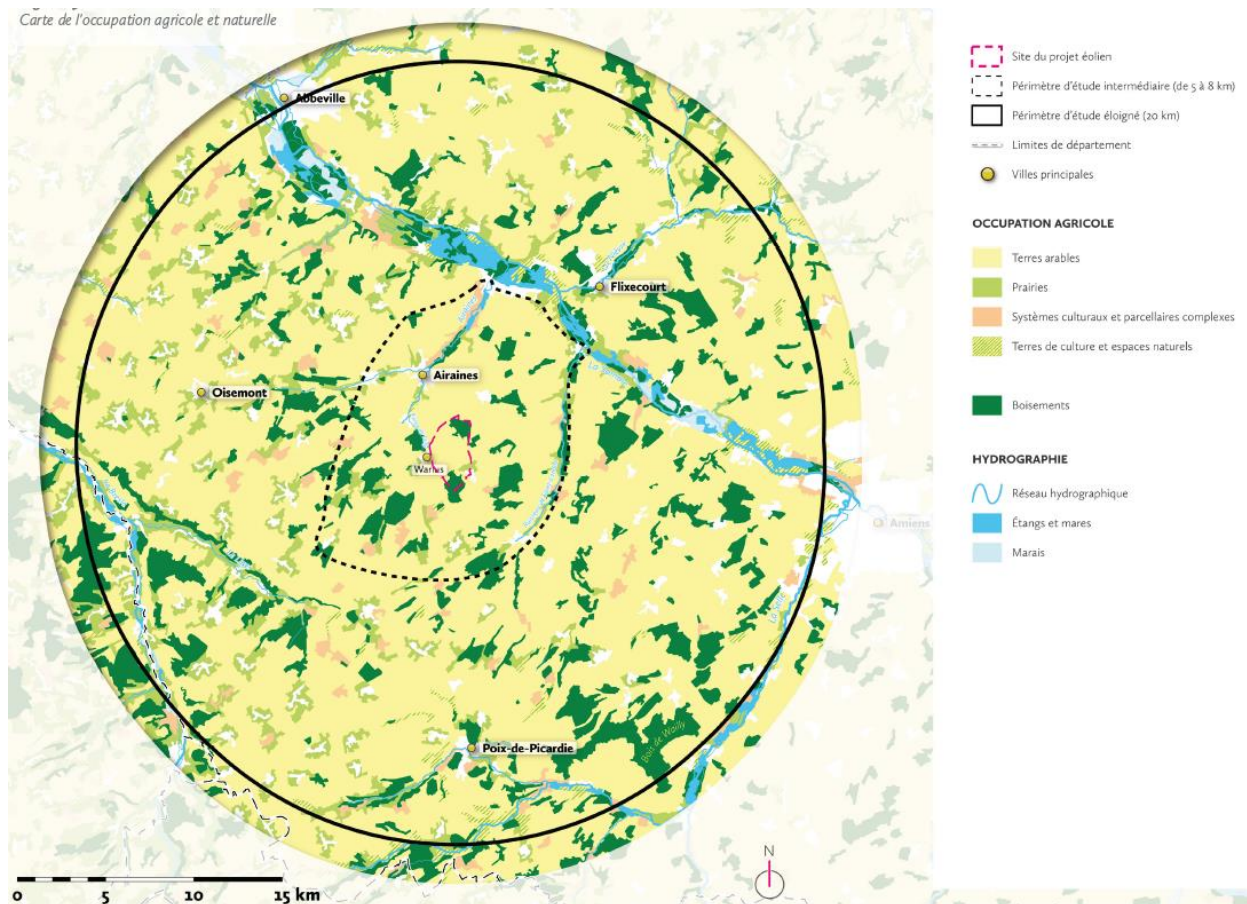 Carte de l'occupation agricole et naturelle
Abbeville
Flixecourt
Airaines
Oisemont
Warlus
Amiens
La Selle
Bois de Wailly
Poix-de-Picardie
N
0 5 10 15 km
Site du projet éolien
Périmètre d'étude intermédiaire (de 5 à 8 km)
Périmètre d'étude éloigné (20 km)
Limites de département
Villes principales
OCCUPATION AGRICOLE
Terres arables
Prairies
Systèmes culturaux et parcellaires complexes
Terres de culture et espaces naturels
Boisements
HYDROGRAPHIE
Réseau hydrographique
Étangs et mares
Marais